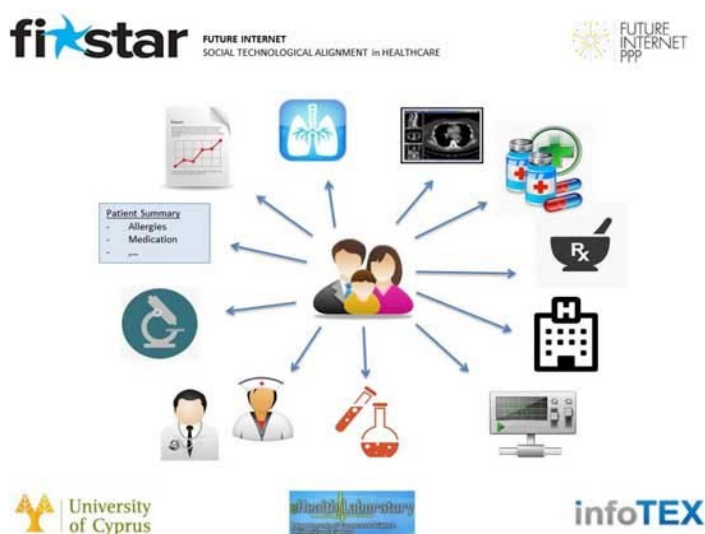 fi star
FUTURE INTERNET
SOCIAL TECHNOLOGICAL ALIGNMENT in HEALTHCARE
FUTURE
INTERNET
PPP
Patient Summary
- Allergies
- Medication
- ,...
Rx
H
University
of Cyprus
eHealth Laboratory
infoTEX